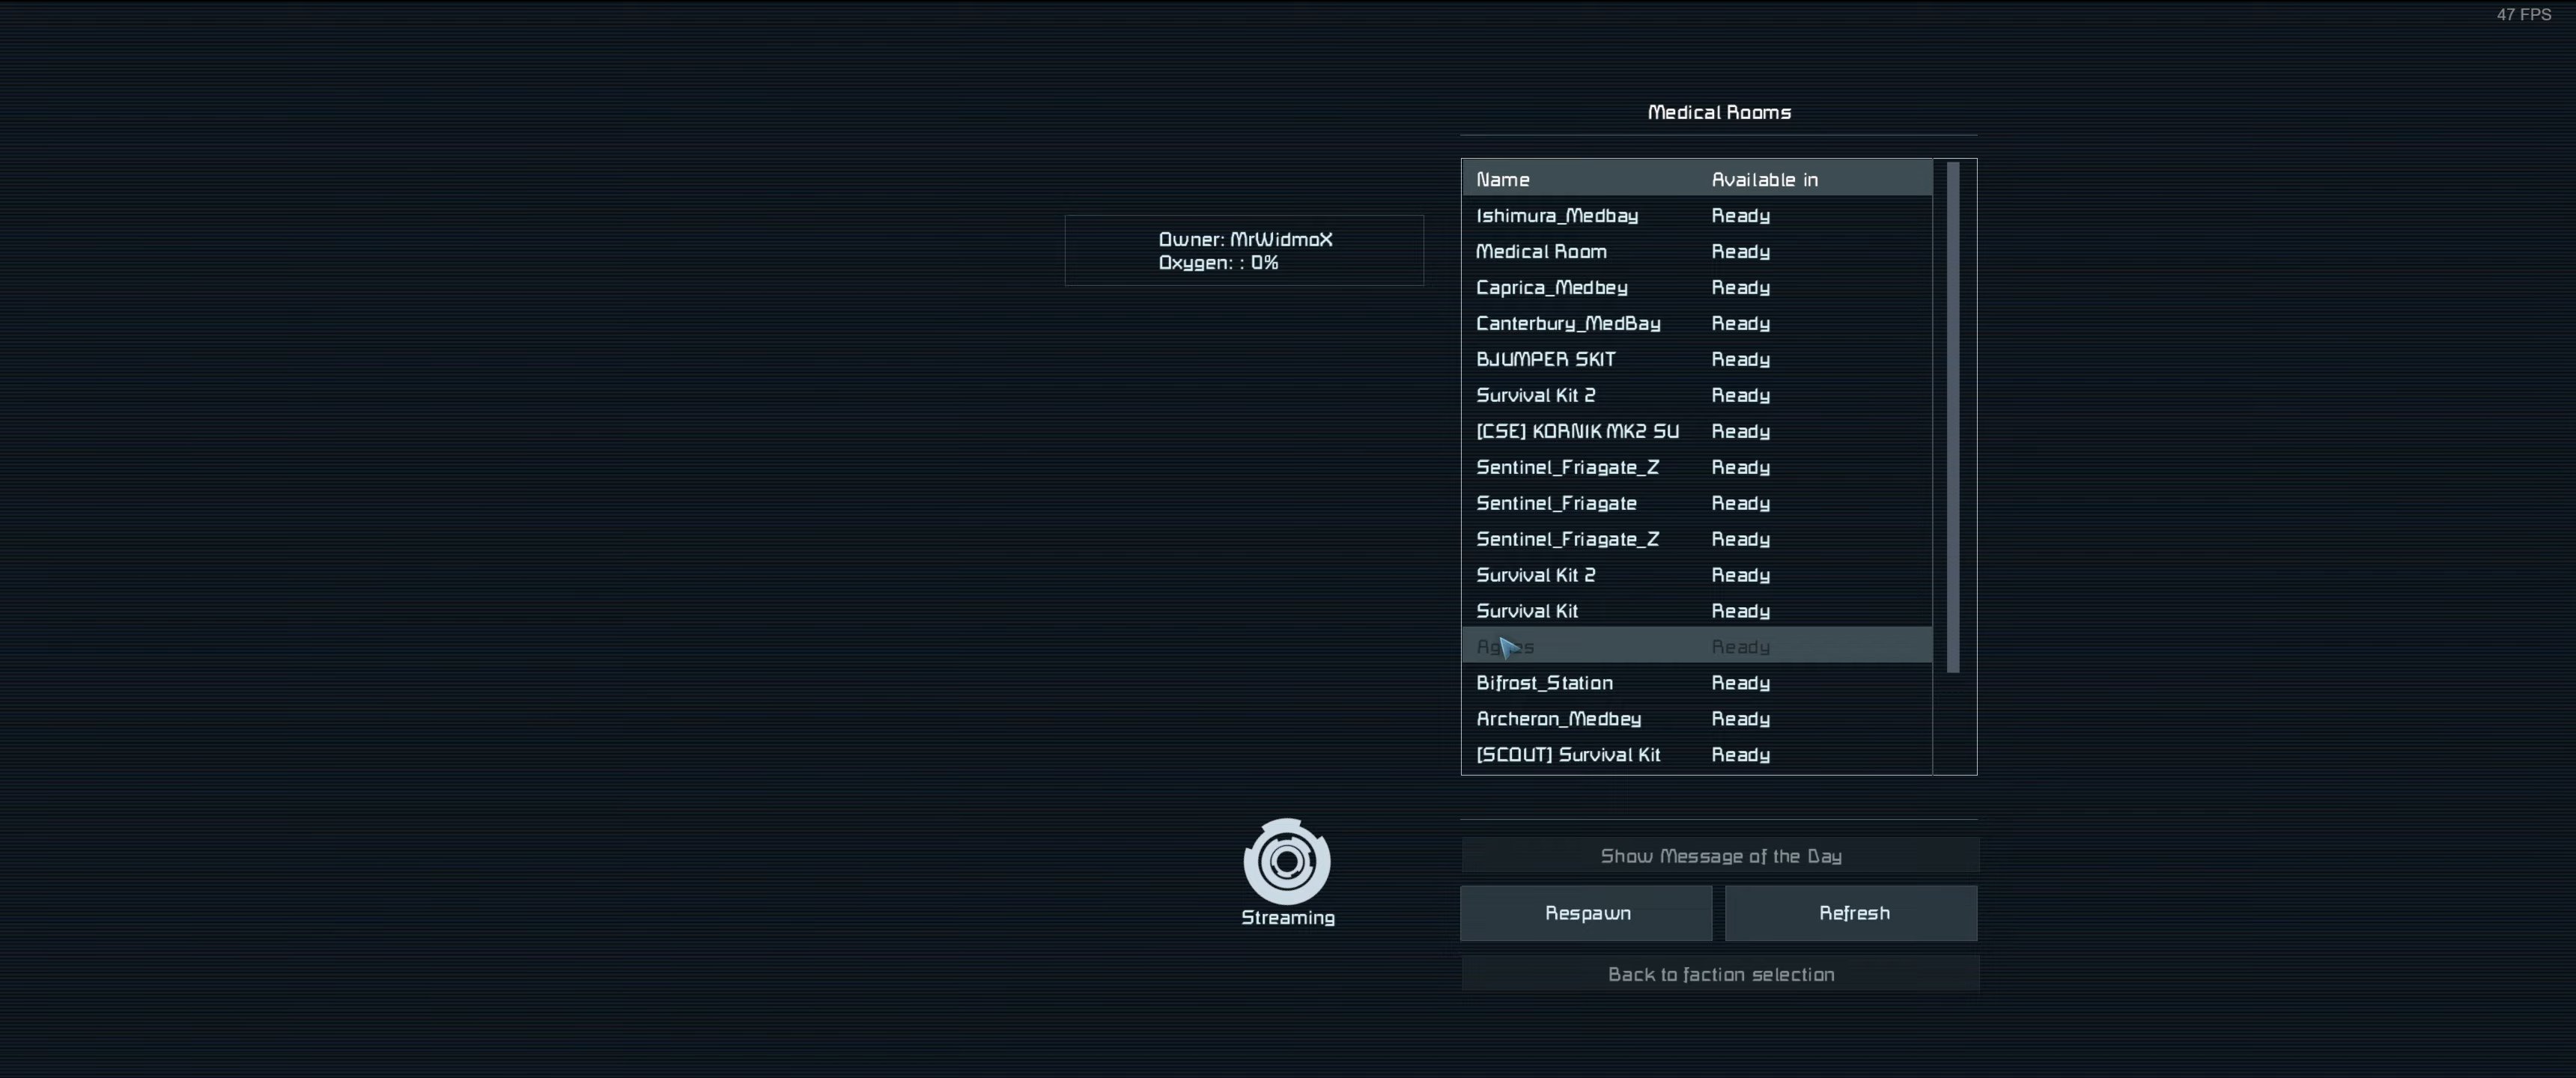 47 FPS
Medical Rooms
Name Available in
Ishimura_Medbay Ready
Owner: MrWidmoX
Oxygen: : 0%
Medical Room Ready
Caprica_Medbey Ready
Canterbury_MedBay Ready
BJUMPER SKIT Ready
Survival Kit 2 Ready
[CSE] KORNIK MK2 SU Ready
Sentinel_Friagate_Z Ready
Sentinel_Friagate Ready
Sentinel_Friagate_Z Ready
Survival Kit 2 Ready
Survival Kit Ready
Ready
Bifrost_Station Ready
Archeron_Medbey Ready
[SCOUT] Survival Kit Ready
Streaming
Show Message of the Day
Respawn Refresh
Back to faction selection